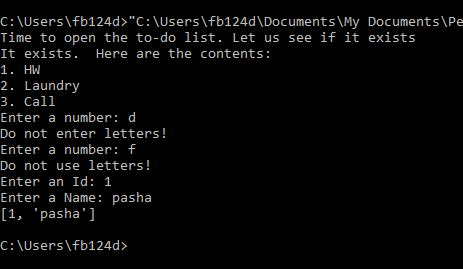 C:\Users\fb124d>"C:\Users\fb124d\Documents\My Documents\Pe
Time to open the to-do list. Let us see if it exists
It exists.  Here are the contents:
1. HW
2. Laundry
3. Call
Enter a number: d
Do not enter letters!
Enter a number: f
Do not use letters!
Enter an Id: 1
Enter a Name: pasha
[1, 'pasha']
C:\Users\fb124d>